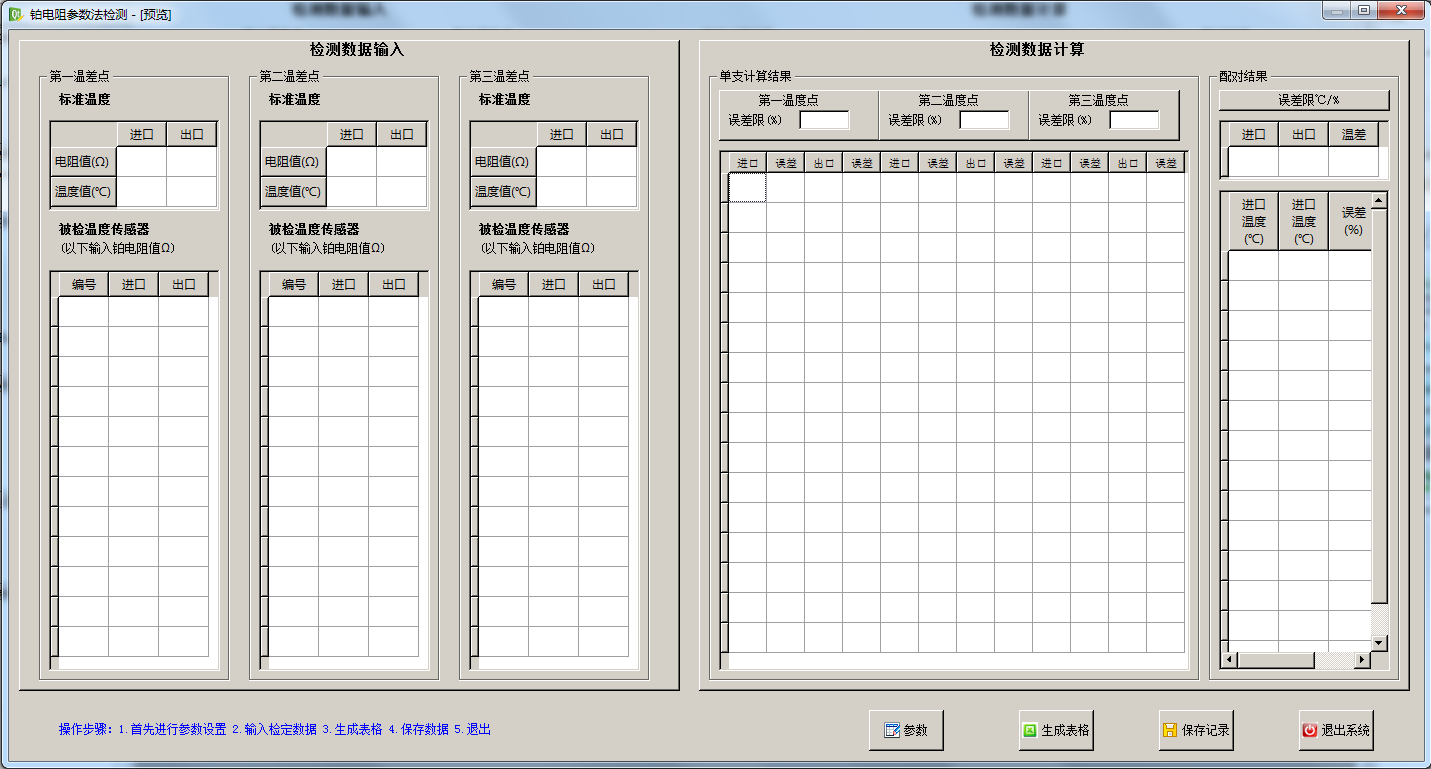 铂电阻参数法检测 - [预览]
检测数据输入
第一温差点
标准温度
进口 出口
电阻值(Ω)
温度值(℃)
被检温度传感器
(以下输入铂电阻值Ω)
编号 进口 出口
第二温差点
标准温度
进口 出口
电阻值(Ω)
温度值(℃)
被检温度传感器
(以下输入铂电阻值Ω)
编号 进口 出口
第三温差点
标准温度
进口 出口
电阻值(Ω)
温度值(℃)
被检温度传感器
(以下输入铂电阻值Ω)
编号 进口 出口
检测数据计算
单支计算结果
第一温度点
误差限(%)
第二温度点
误差限(%)
第三温度点
误差限(%)
进口 误差 出口 误差 进口 误差 出口 误差 进口 误差 出口 误差
配对结果
误差限℃/%
进口 出口 温差
进口
温度
(℃)
进口
温度
(℃)
误差
(%)
操作步骤: 1.首先进行参数设置 2.输入检定数据 3.生成表格 4.保存数据 5.退出
参数
生成表格
保存记录
退出系统